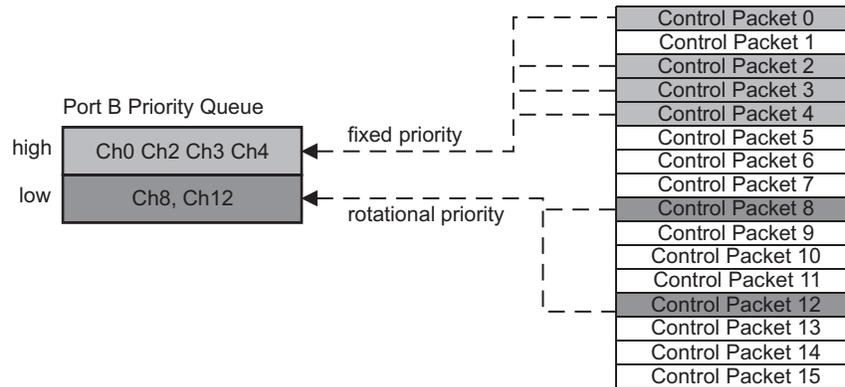 Port B Priority Queue
high
Ch0 Ch2 Ch3 Ch4
low
Ch8, Ch12
fixed priority
rotational priority
Control Packet 0
Control Packet 1
Control Packet 2
Control Packet 3
Control Packet 4
Control Packet 5
Control Packet 6
Control Packet 7
Control Packet 8
Control Packet 9
Control Packet 10
Control Packet 11
Control Packet 12
Control Packet 13
Control Packet 14
Control Packet 15